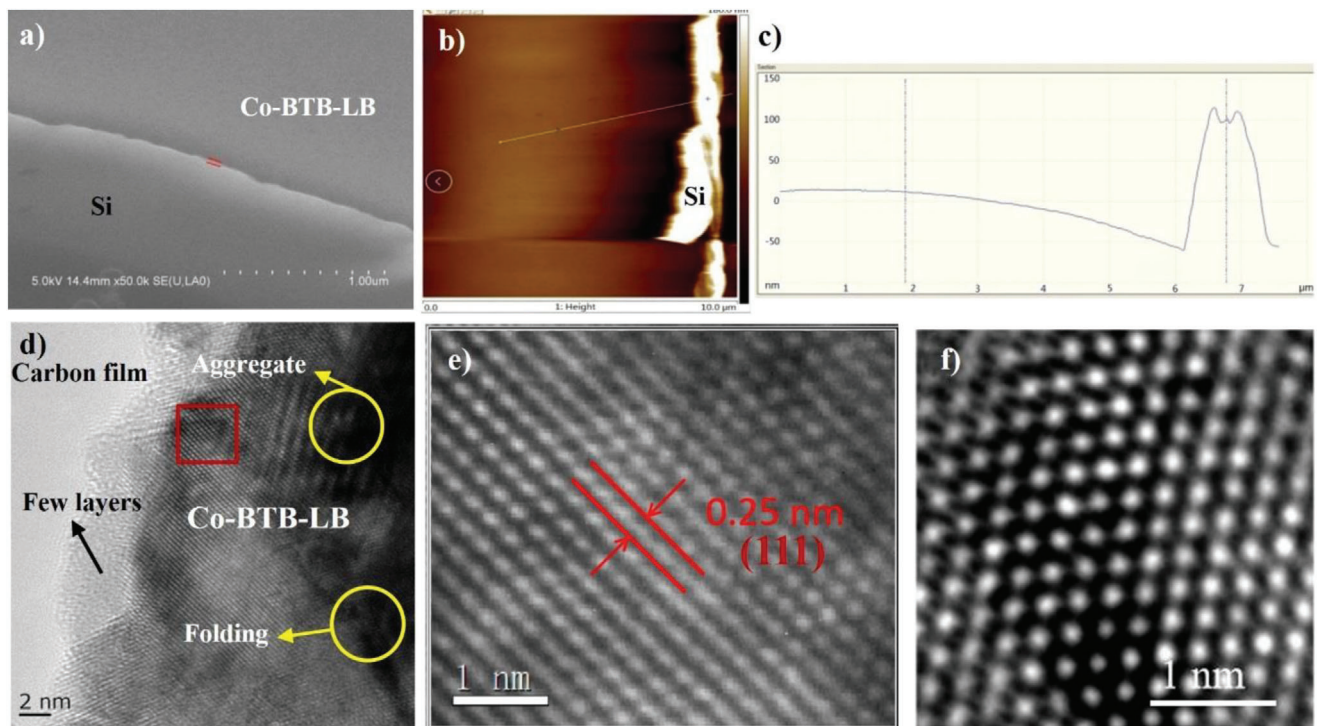 a)
Co-BTB-LB
Si
5.0kV 14.4mm x50.0k SE(U,LA0)
1.00um
b)
Si
0.0
1: Height
10.0 µm
c)
Section
150
100
50
0
-50
nm
1
2
3
4
5
6
7
µm
d)
Carbon film
Aggregate
Few layers
Co-BTB-LB
Folding
2 nm
e)
0.25 nm
(111)
1 nm
f)
1 nm